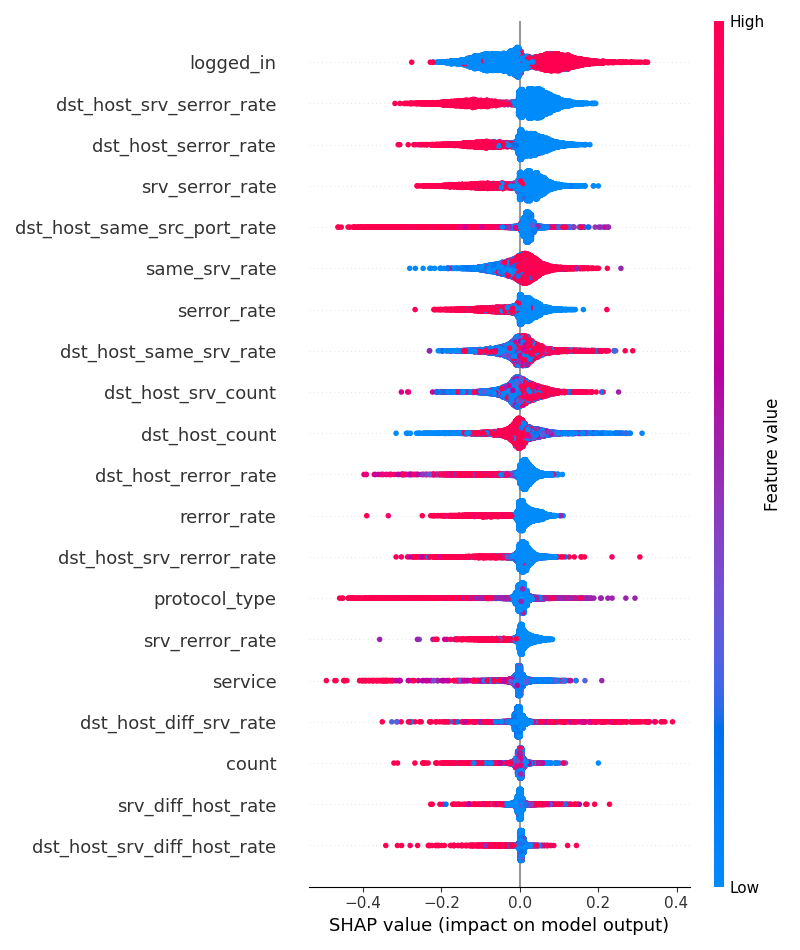 High
logged_in
dst_host_srv_serror_rate
dst_host_serror_rate
srv_serror_rate
dst_host_same_src_port_rate
same_srv_rate
serror_rate
dst_host_same_srv_rate
dst_host_srv_count
dst_host_count
dst_host_rerror_rate
rerror_rate
dst_host_srv_rerror_rate
protocol_type
srv_rerror_rate
service
dst_host_diff_srv_rate
count
srv_diff_host_rate
dst_host_srv_diff_host_rate
Feature value
Low
−0.4 −0.2 0.0 0.2 0.4
SHAP value (impact on model output)